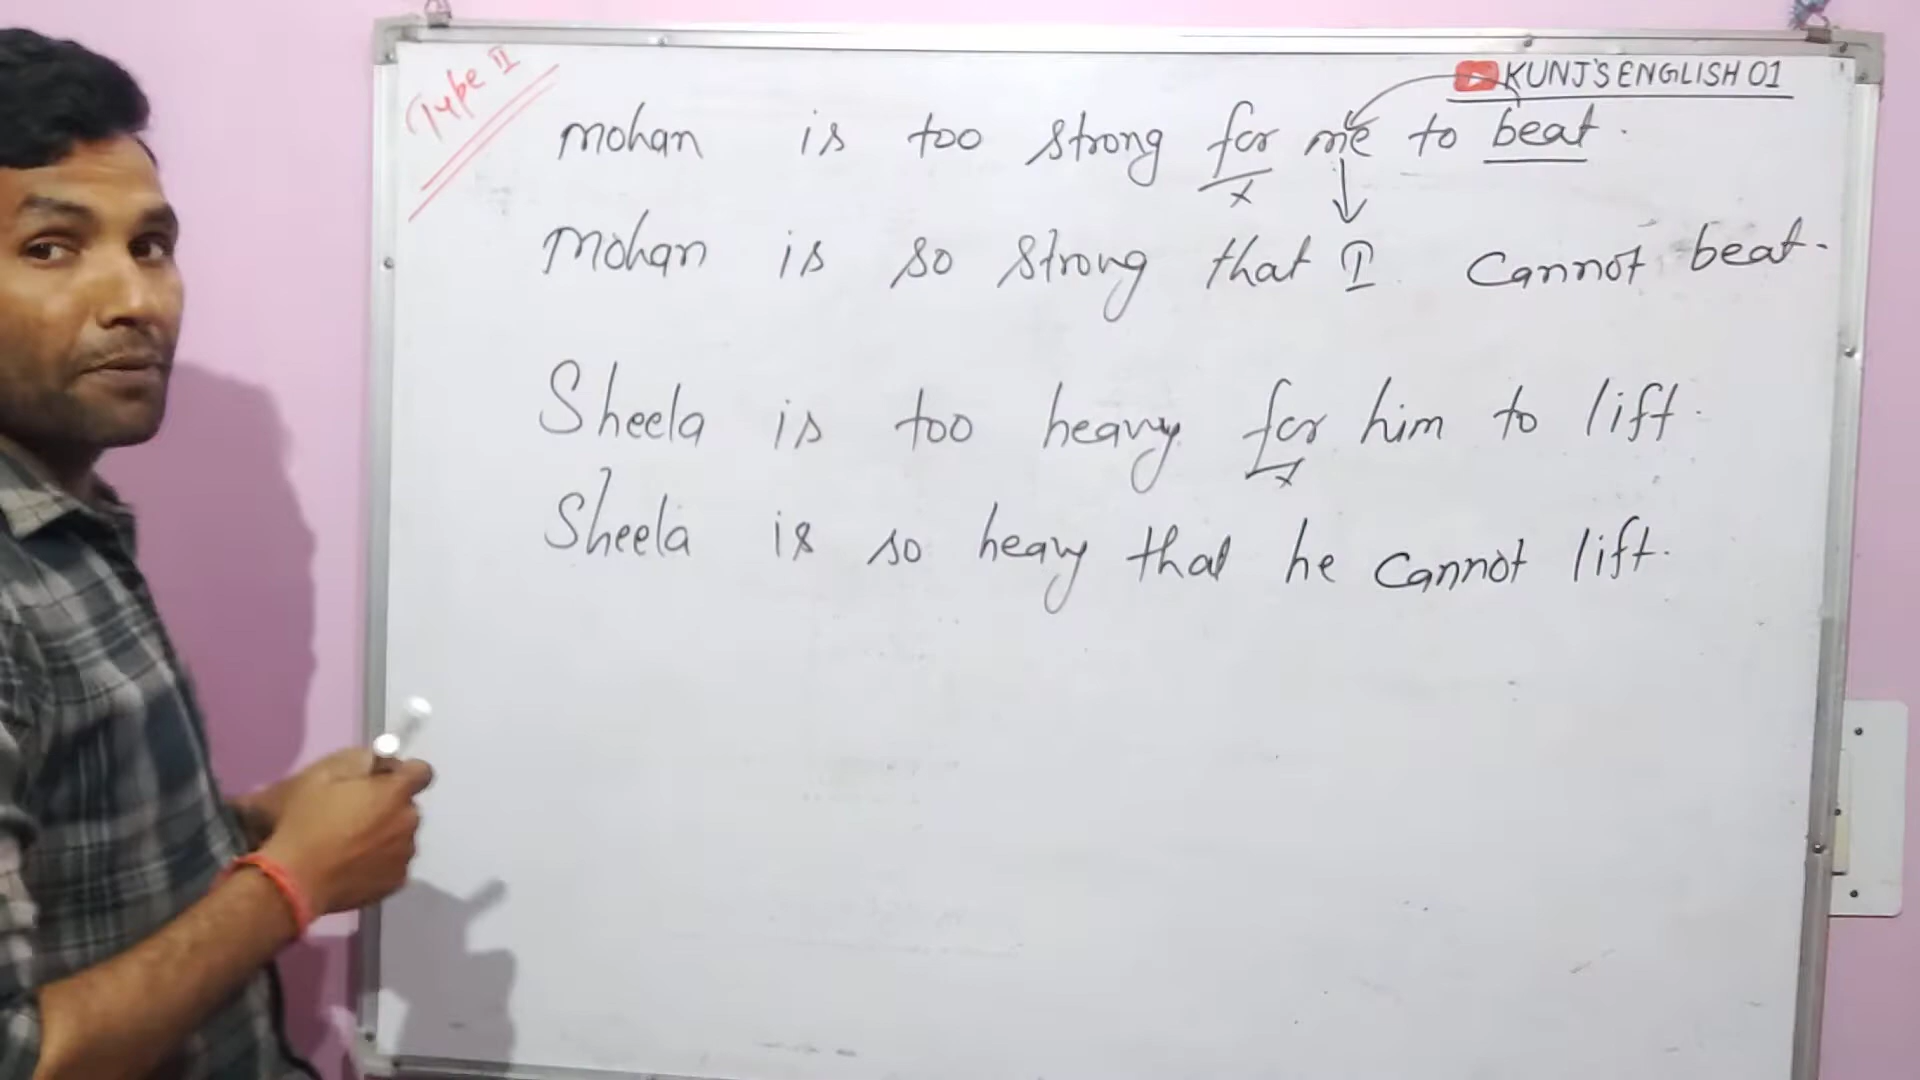 Type II
KUNJ'S ENGLISH 01
Mohan is too strong for me to beat.
x
Mohan is so strong that I cannot beat.
Sheela is too heavy for him to lift.
x
Sheela is so heavy that he cannot lift.